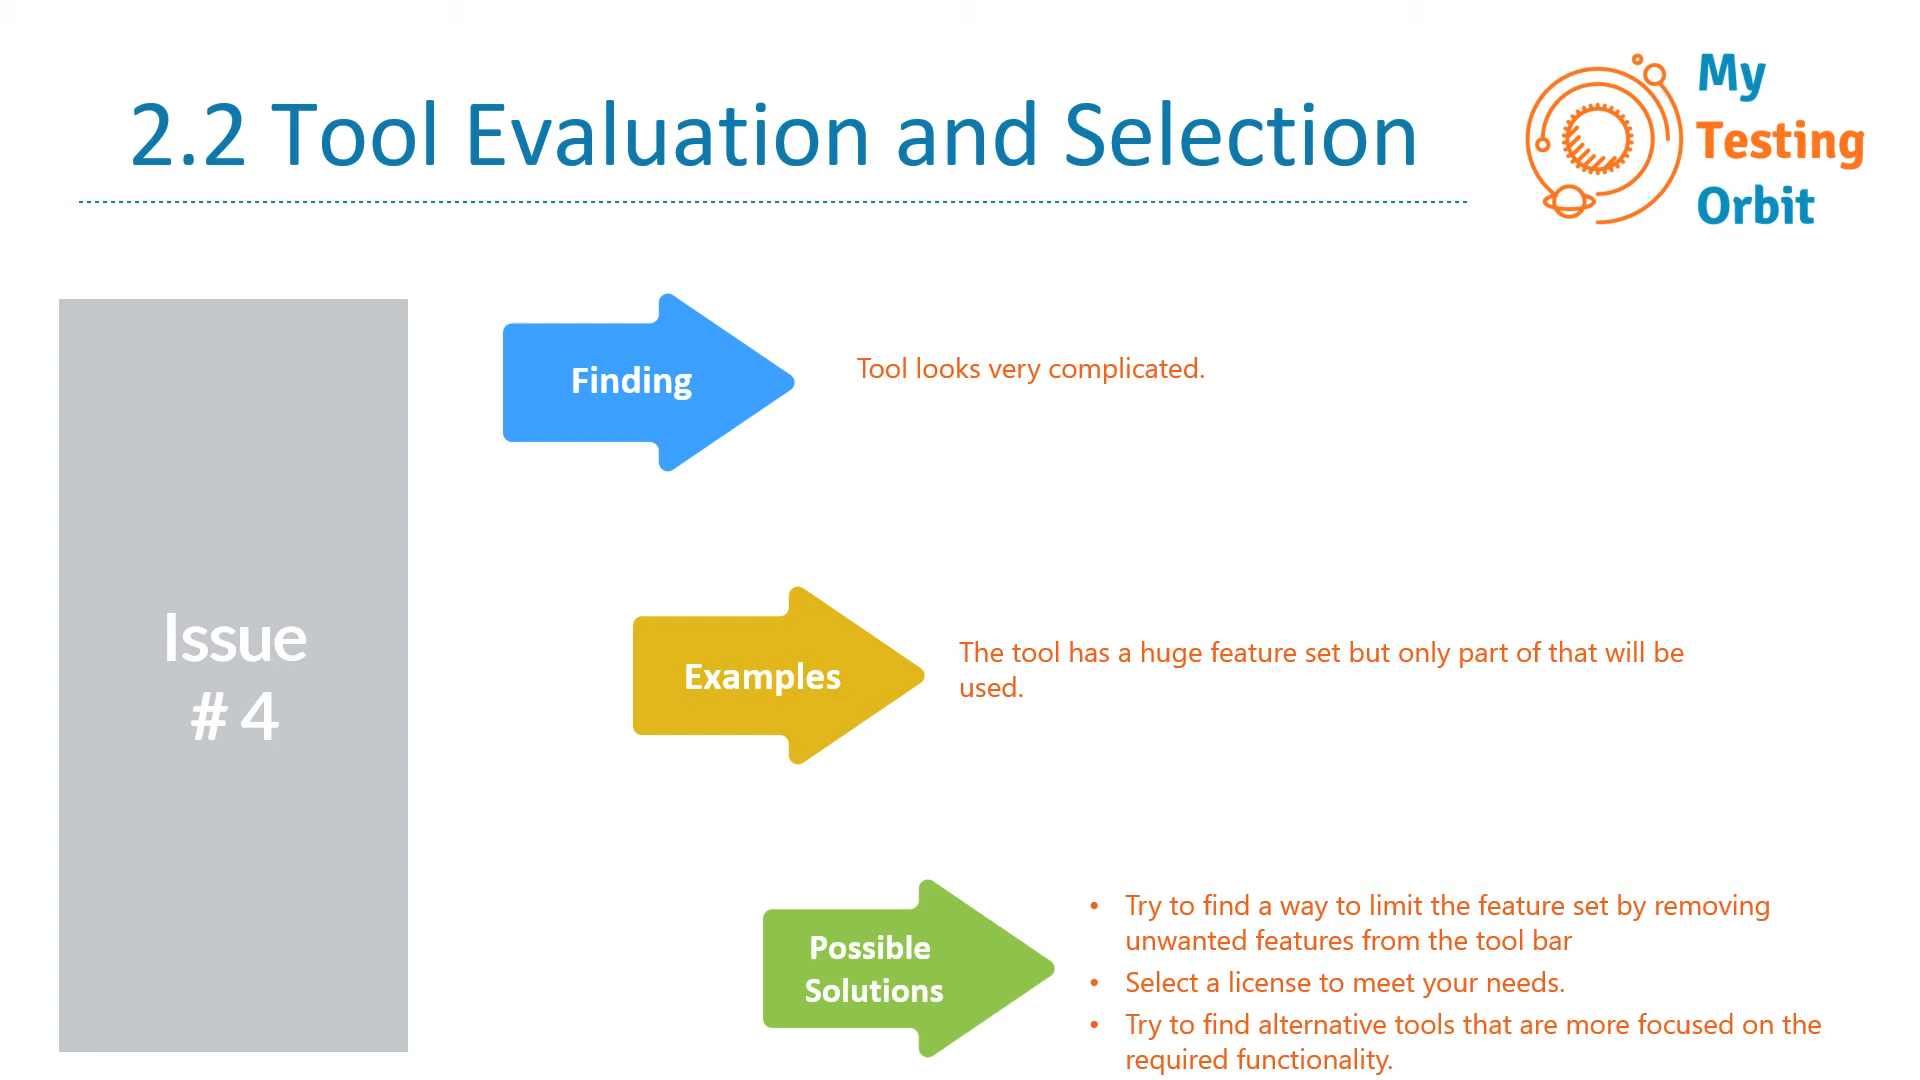 2.2 Tool Evaluation and Selection
My
Testing
Orbit
Issue
# 4
Finding
Tool looks very complicated.
Examples
The tool has a huge feature set but only part of that will be
used.
Possible
Solutions
• Try to find a way to limit the feature set by removing
unwanted features from the tool bar
• Select a license to meet your needs.
• Try to find alternative tools that are more focused on the
required functionality.